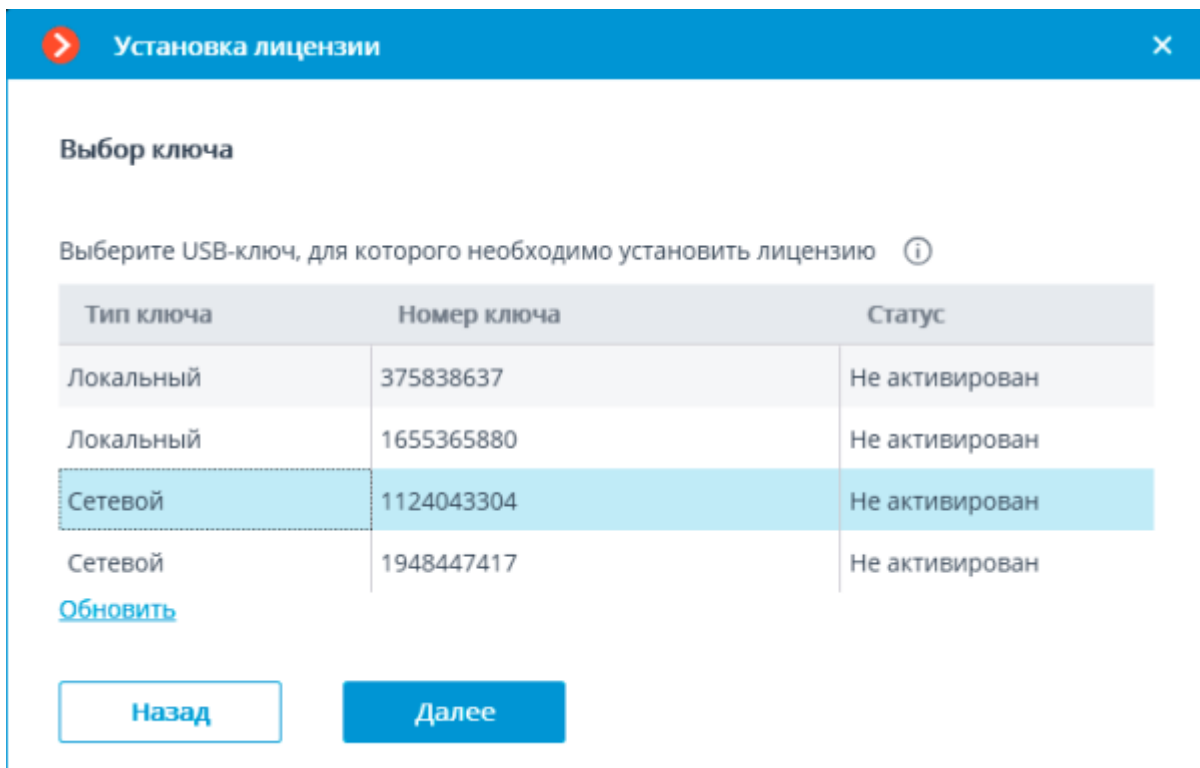 Установка лицензии
Выбор ключа
Выберите USB-ключ, для которого необходимо установить лицензию
Тип ключа Номер ключа Статус
Локальный 375838637 Не активирован
Локальный 1655365880 Не активирован
Сетевой 1124043304 Не активирован
Сетевой 1948447417 Не активирован
Обновить
Назад Далее